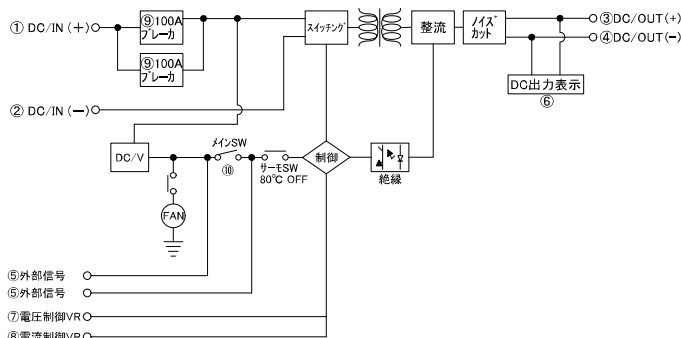 ① DC/IN (+)
⑨100A
ブレーカ
⑨100A
ブレーカ
スイッチング
整流
ノイズ
カット
③DC/OUT(+)
④DC/OUT(-)
DC出力表示
⑥
② DC/IN (-)
DC/V
メインSW
⑩
サーモSW
80℃ OFF
制御
絶縁
FAN
⑤外部信号
⑤外部信号
⑦電圧制御VR
⑧電流制御VR